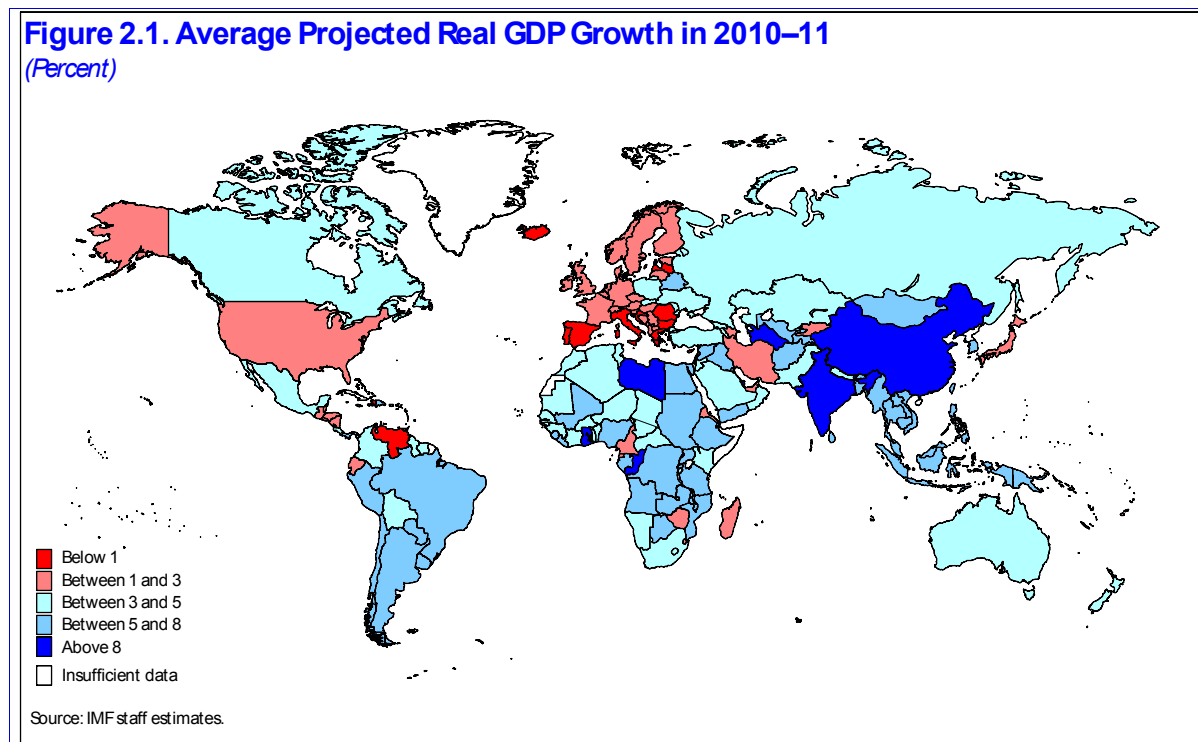 Figure 2.1. Average Projected Real GDP Growth in 2010–11
(Percent)
Below 1
Between 1 and 3
Between 3 and 5
Between 5 and 8
Above 8
Insufficient data
Source: IMF staff estimates.